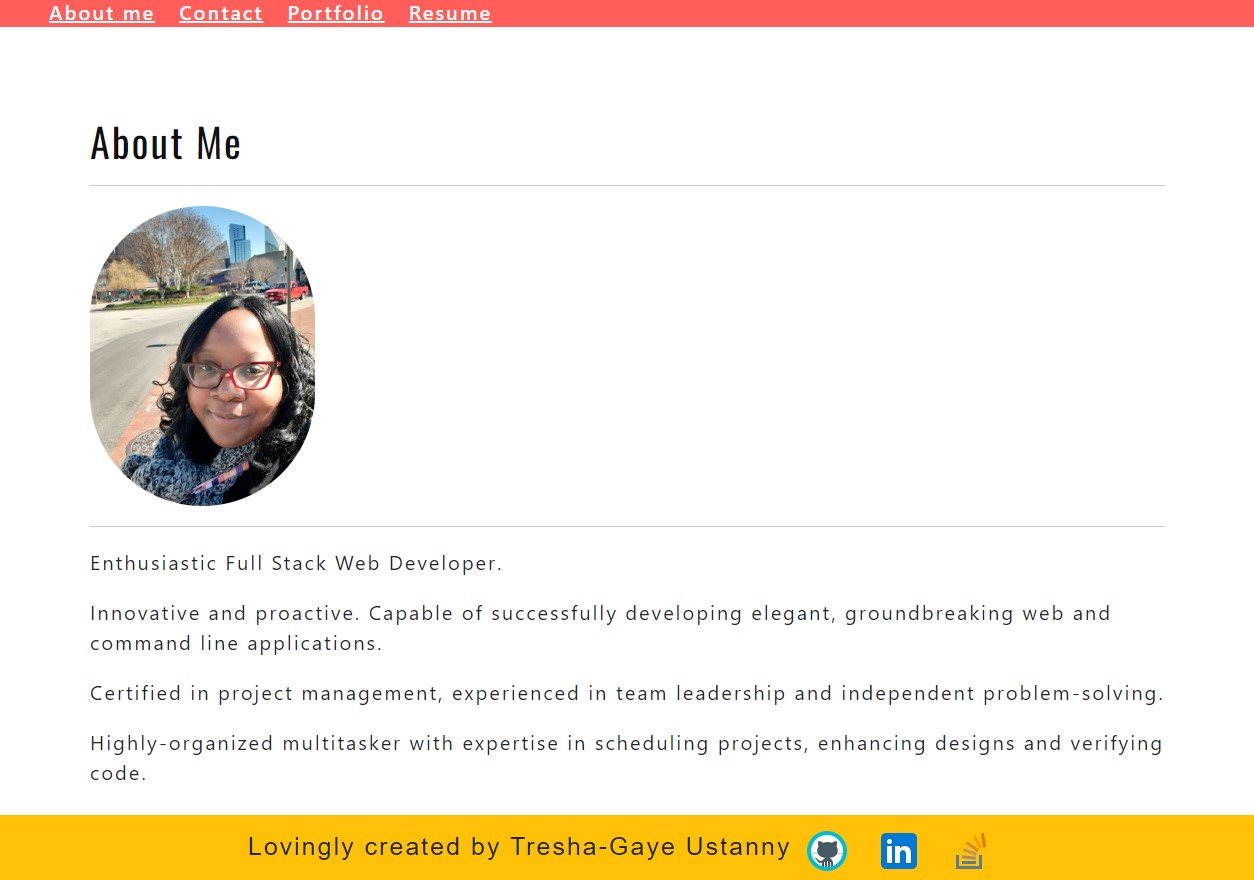 About me Contact Portfolio Resume
About Me
Enthusiastic Full Stack Web Developer.
Innovative and proactive. Capable of successfully developing elegant, groundbreaking web and
command line applications.
Certified in project management, experienced in team leadership and independent problem-solving.
Highly-organized multitasker with expertise in scheduling projects, enhancing designs and verifying
code.
Lovingly created by Tresha-Gaye Ustanny in